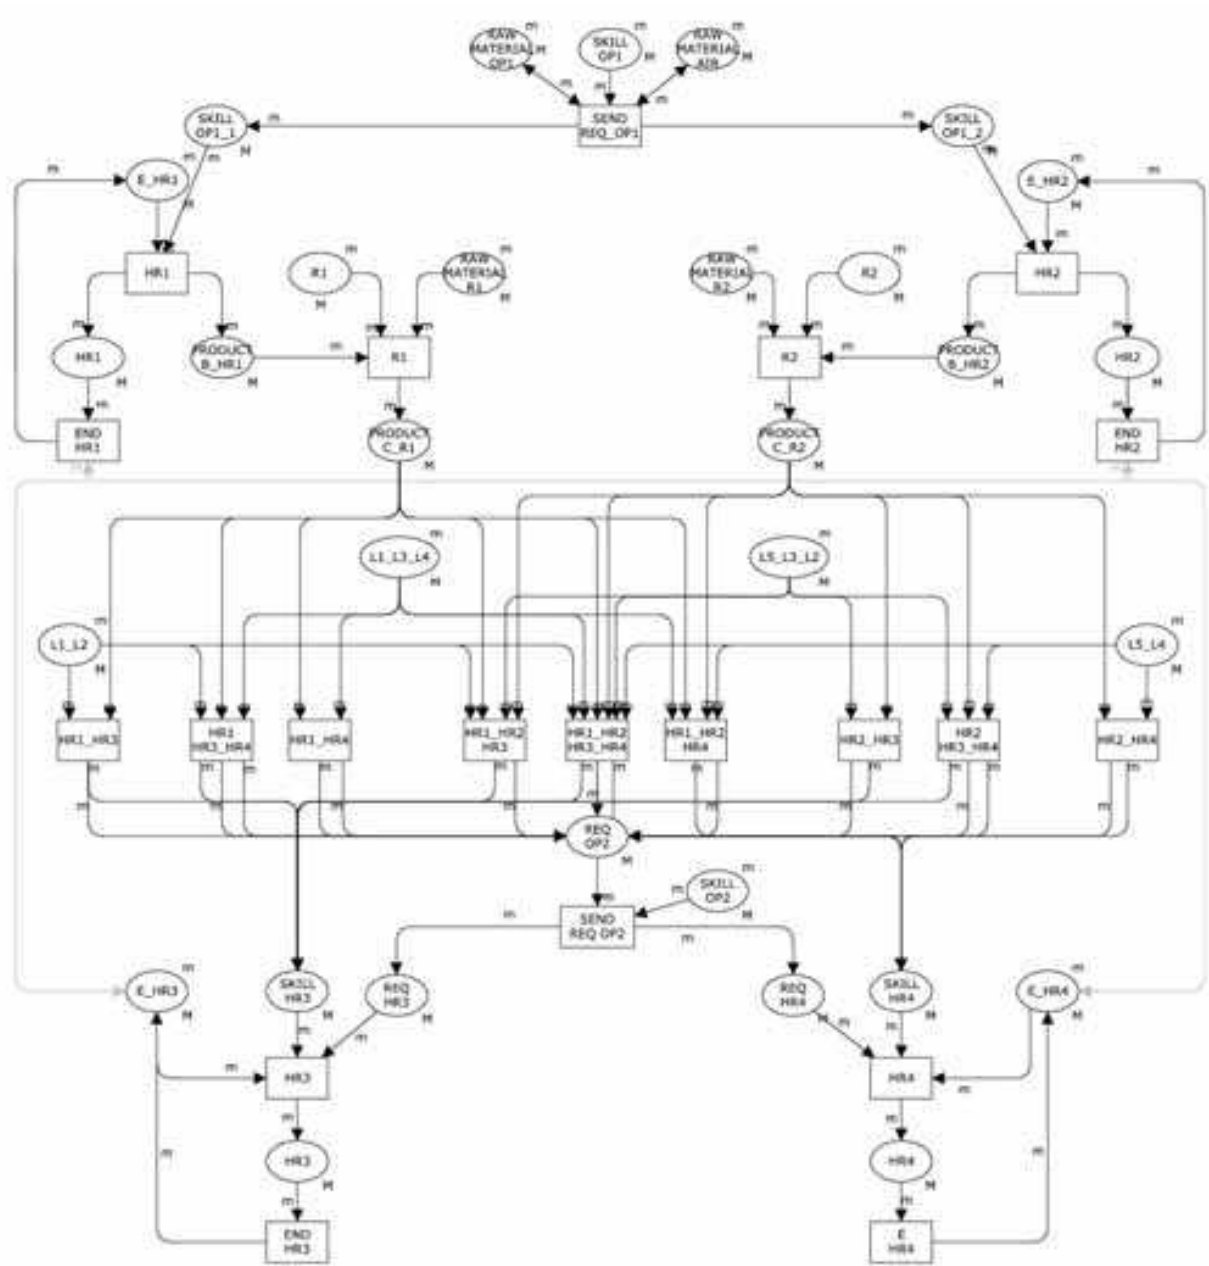 RAW
MATERIAL
OP1
m
M
SKILL
OP1
m
M
RAW
MATERIAL
AIR
m
M
m
m
m
SEND
REQ_OP1
SKILL
OP1_1
m
M
SKILL
OP1_2
m
E_HR1
m
m
m
M
E_HR2
m
m
M
m
HR1
R1
m
M
RAW
MATERIAL
R1
m
M
RAW
MATERIAL
R2
m
M
R2
m
M
HR2
HR1
m
M
PRODUCT
B_HR1
m
M
m
m
m
R1
m
m
R2
m
PRODUCT
B_HR2
m
M
HR2
m
M
m
END
HR1
m
PRODUCT
C_R1
M
m
PRODUCT
C_R2
M
m
END
HR2
L1_L3_L4
m
M
L5_L3_L2
m
M
L1_L2
m
M
L5_L4
m
M
HR1_HR3
HR1
HR3_HR4
HR1_HR4
HR1_HR2
HR3
HR1_HR2
HR3_HR4
HR1_HR2
HR4
HR2_HR3
HR2
HR3_HR4
HR2_HR4
m
m
m
m
m
m
m
m
m
m
m
m
m
m
REQ
OP2
M
SKILL
OP2
m
M
m
m
SEND
REQ OP2
m
m
E_HR3
m
M
SKILL
HR3
M
REQ
HR3
M
REQ
HR4
M
SKILL
HR4
M
E_HR4
m
M
m
m
m
m
m
HR3
m
HR4
m
m
HR3
M
m
HR4
M
m
m
m
END
HR3
m
E
HR4